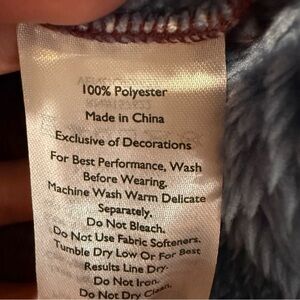 100% Polyester
Made in China
Exclusive of Decorations
For Best Performance, Wash
Before Wearing.
Machine Wash Warm Delicate
Separately.
Do Not Bleach.
Do Not Use Fabric Softeners.
Tumble Dry Low Or For Best
Results Line Dry.
Do Not Iron.
Do Not Dry Clean.